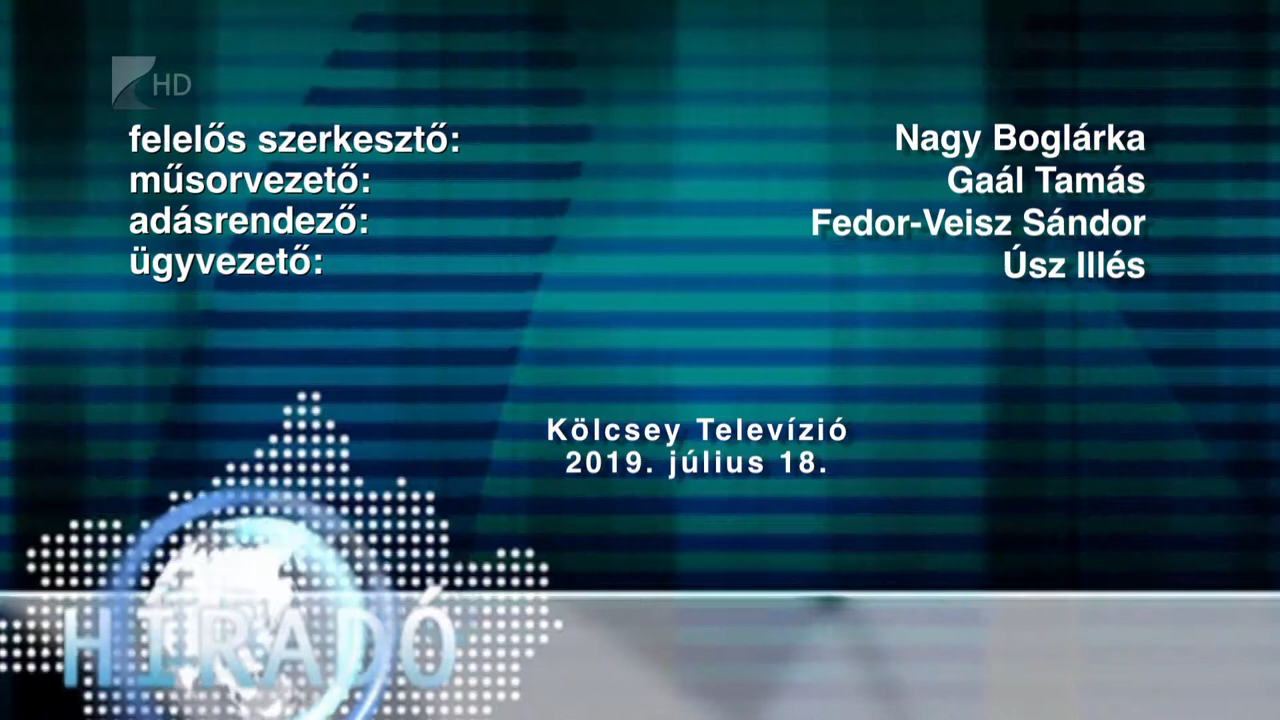 HD
felelős szerkesztő: Nagy Boglárka
műsorvezető: Gaál Tamás
adásrendező: Fedor-Veisz Sándor
ügyvezető: Úsz Illés
Kölcsey Televízió
2019. július 18.
HÍRADÓ